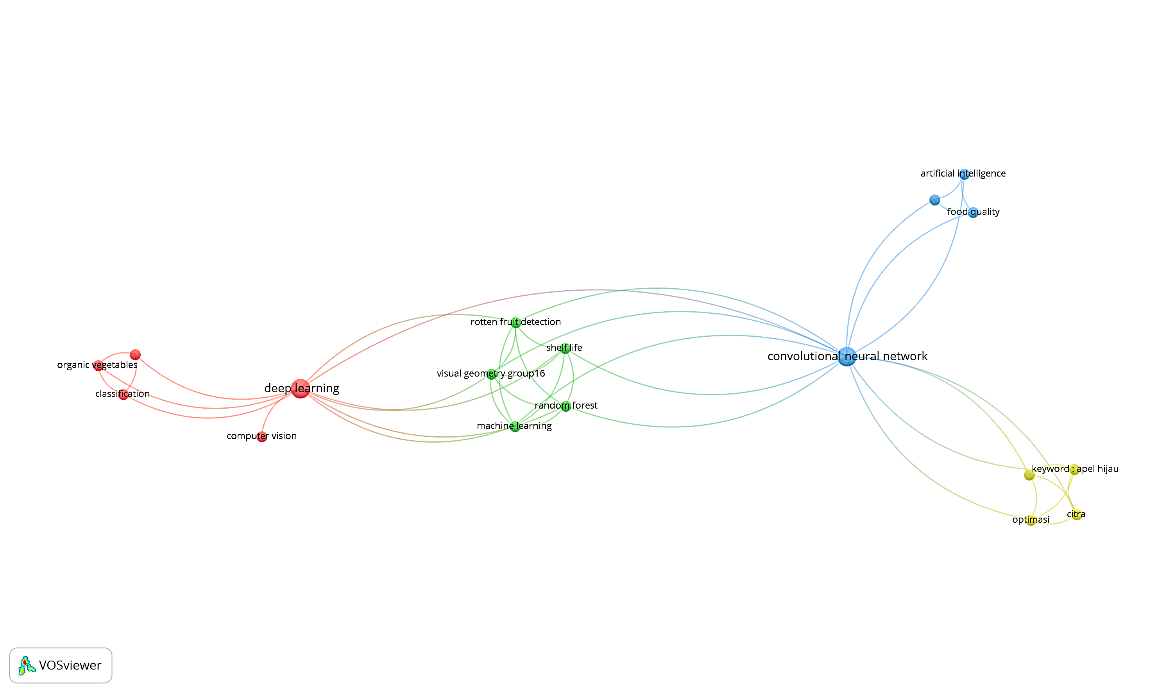 artificial intelligence
food quality
rotten fruit detection
shelf life
convolutional neural network
organic vegetables
visual geometry group16
deep learning
classification
random forest
machine learning
computer vision
keyword : apel hijau
citra
optimasi
VOSviewer